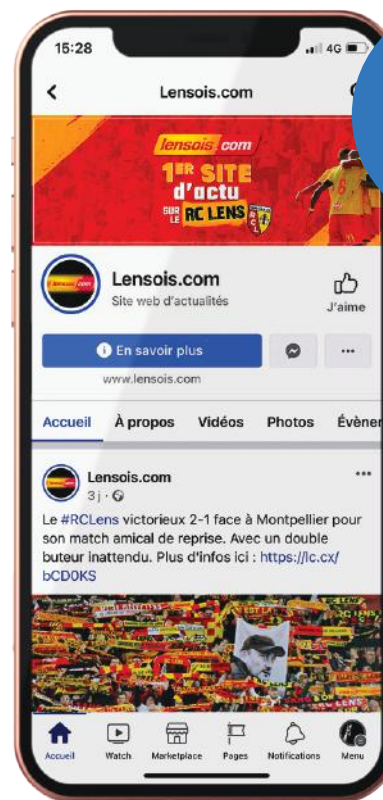 15:28
4G
Lensois.com
lensois.com
1ER SITE
d'actu
SUR LE RC LENS
Lensois.com
Site web d'actualités
J'aime
En savoir plus
www.lensois.com
Accueil À propos Vidéos Photos Évèner
Lensois.com
3 j
Le #RCLens victorieux 2-1 face à Montpellier pour
son match amical de reprise. Avec un double
buteur inattendu. Plus d'infos ici : https://lc.cx/
bCD0KS
Accueil Watch Marketplace Pages Notifications Menu